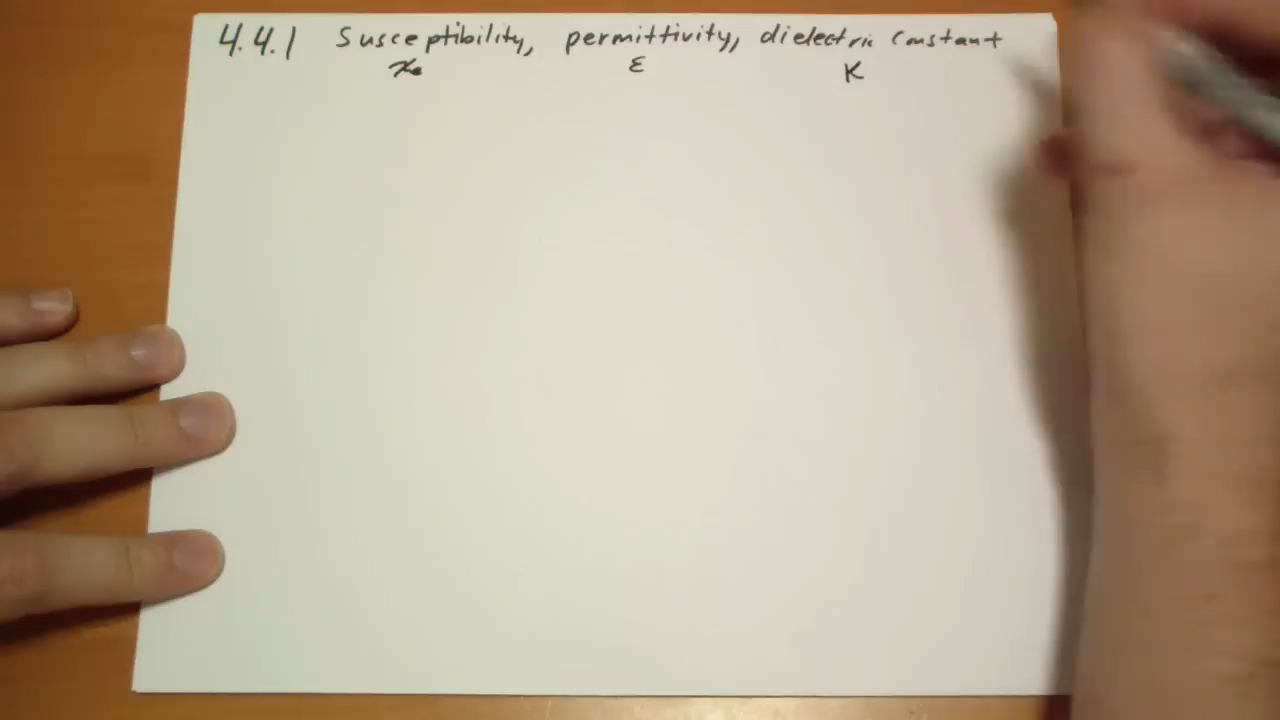 4.4.1 Susceptibility, permittivity, dielectric constant
χe ε K